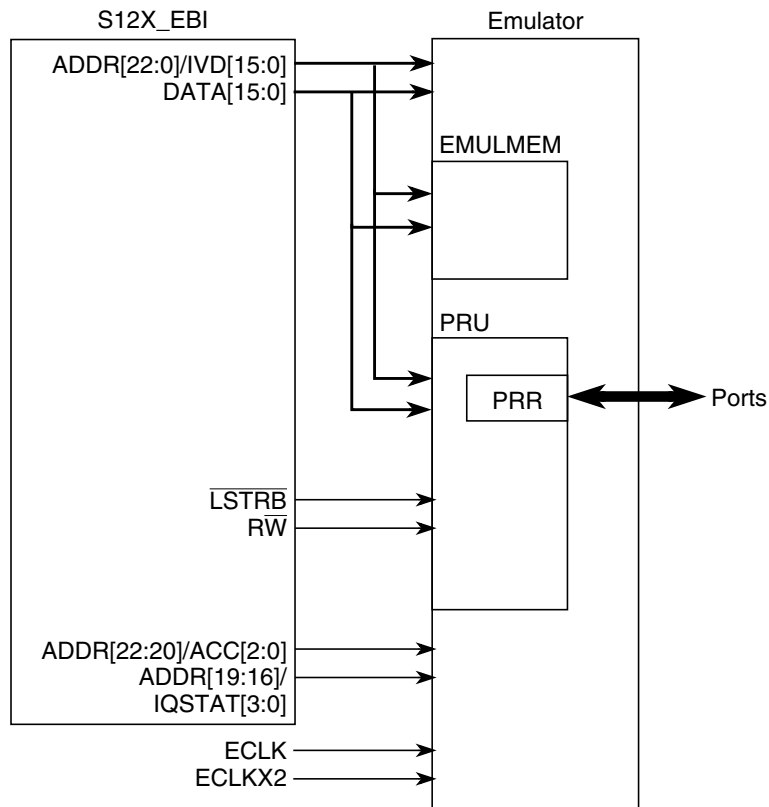 S12X_EBI
Emulator
ADDR[22:0]/IVD[15:0]
DATA[15:0]
EMULMEM
PRU
PRR
Ports
LSTRB
RW
ADDR[22:20]/ACC[2:0]
ADDR[19:16]/
IQSTAT[3:0]
ECLK
ECLKX2